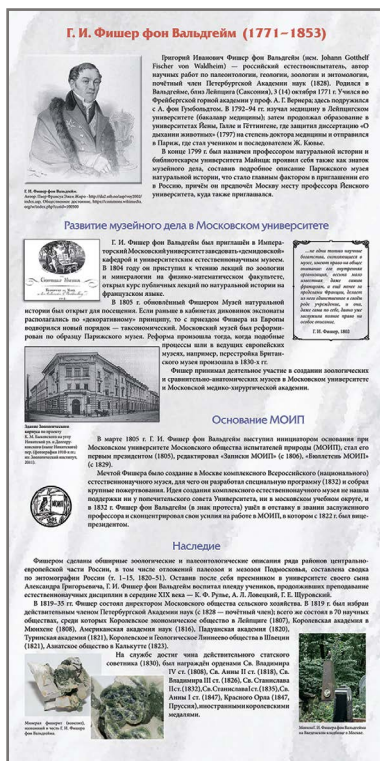 Г. И. Фишер фон Вальдгейм (1771–1853)
Григорий Иванович Фишер фон Вальдгейм (нем. Johann Gotthelf
Fischer von Waldheim) — российский естествоиспытатель, автор
научных работ по палеонтологии, геологии, зоологии и энтомологии,
почётный член Петербургской академии наук (1828). Родился в
Вальдгейме, близ Лейпцига (Саксония), 3 (14) октября 1771 г. Учился во
Фрейбергской горной академии у проф. А. Г. Вернера; здесь подружился
с А. фон Гумбольдтом. В 1792–94 гг. изучал медицину в Лейпцигском
университете (бакалавр медицины); затем продолжал образование в
университетах Йены, Галле и Гёттингене, где защитил диссертацию «О
дыхании животных» (1797) на степень доктора медицины и отправился
в Париж, где стал учеником и последователем Ж. Кювье.
В конце 1799 г. был назначен профессором натуральной истории и
библиотекарем университета Майнца; проявил себя также как знаток
музейного дела, составив подробное описание Парижского музея
натуральной истории, что стало главным фактором в приглашении его
в Россию, причём он предпочёл Москву месту профессора Йенского
университета, куда также приглашался.
Г. И. Фишер фон Вальдгейм.
Развитие музейного дела в Московском университете
Г. И. Фишер фон Вальдгейм был приглашён в Импера-
торский Московский университет заведовать «демидовской»
кафедрой и университетским естественнонаучным музеем.
В 1804 году он приступил к чтению лекций по зоологии
и минералогии на физико-математическом факультете,
открыл курс публичных лекций по натуральной истории на
французском языке.
В 1805 г. обновлённый Фишером Музей натуральной
истории был открыт для посещения. Если раньше в кабинетах диковинок экспонаты
располагались по «декоративному» принципу, то с приездом Фишера из Европы
водворился новый порядок — таксономический. Московский музей был реформи-
рован по образцу Парижского музея. Реформа произошла тогда, когда подобные
процессы шли в ведущих европейских
музеях, например, перестройка Британ-
ского музея произошла в 1830-х гг.
Фишер принимал деятельное участие в создании зоологических
и сравнительно-анатомических музеев в Московском университете
и Московской медико-хирургической академии.
Г. И. Фишер, 1805
Здание Зоологического
корпуса по проекту
Основание МОИП
В марте 1805 г. Г. И. Фишер фон Вальдгейм выступил инициатором основания при
Московском университете Московского общества испытателей природы (МОИП), стал его
первым президентом (1805), редактировал «Записки МОИП» (с 1806), «Бюллетень МОИП»
(с 1829).
Мечтой Фишера было создание в Москве комплексного Всероссийского (национального)
естественнонаучного музея, для чего он разработал специальную программу (1832) и собрал
крупные пожертвования. Идея создания комплексного естественнонаучного музея не нашла
поддержки ни у попечительского совета Университета, ни в московском учебном округе, и
в 1832 г. Фишер фон Вальдгейм (в знак протеста) ушёл в отставку в звании заслуженного
профессора и сконцентрировал свои усилия на работе в МОИП, в котором с 1822 г. был вице-
президентом.
Наследие
Фишером сделаны обширные зоологические и палеонтологические описания ряда районов центрально-
европейской части России, в том числе отложений палеозоя и мезозоя Подмосковья, составлена сводка
по энтомографии России (т. 1–15, 1820–51). Оставив после себя преемником в университете своего сына
Александра Григорьевича, Г. И. Фишер фон Вальдгейм воспитал плеяду учеников, продолжавших преподавание
естественнонаучных дисциплин в середине XIX века — К. Ф. Рулье, А. Л. Ловецкий, Г. Е. Щуровский.
В 1819–35 гг. Фишер состоял директором Московского общества сельского хозяйства. В 1819 г. был избран
действительным членом Петербургской Академии наук (с 1828 — почётный член); всего же состоял в 70 научных
обществах, среди которых Королевское экономическое общество в Лейпциге (1807), Королевская академия в
Мюнхене (1808), Американская академия наук (1816), Падуанская академия (1820),
Туринская академия (1821), Королевское и Геологическое Линнеево общества в Швеции
(1821), Азиатское общество в Калькутте (1823).
На службе достиг чина действительного статского
советника (1830), был награждён орденами Св. Владимира
IV ст. (1808), Св. Анны II ст. (1818), Св.
Владимира III ст. (1826), Св. Станислава
II ст. (1832), Св. Станислава I ст. (1835), Св.
Анны I ст. (1847), Красного Орла (1847,
Пруссия), иностранными королевскими
медалями.
Минерал фишерит (вавелит),
названный в честь Г. И. Фишера
фон Вальдгейма.
Могила Г. И. Фишера фон Вальдгейма
на Введенском кладбище в Москве.